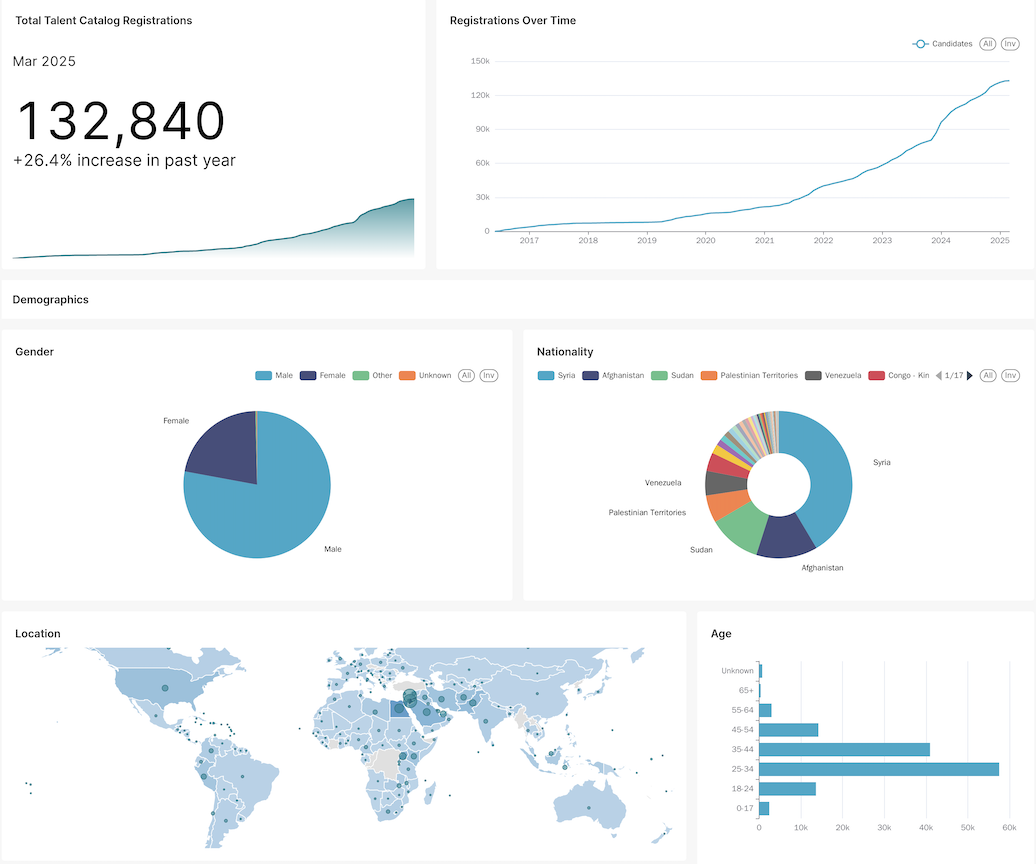 Total Talent Catalog Registrations
Mar 2025
132,840
+26.4% increase in past year
Registrations Over Time
Candidates All Inv
150k
120k
90k
60k
30k
0
2017 2018 2019 2020 2021 2022 2023 2024 2025
Demographics
Gender
Male Female Other Unknown All Inv
Female
Male
Nationality
Syria Afghanistan Sudan Palestinian Territories Venezuela Congo - Kin 1/17 All Inv
Syria
Venezuela
Palestinian Territories
Sudan
Afghanistan
Location
Age
Unknown
65+
55-64
45-54
35-44
25-34
18-24
0-17
0 10k 20k 30k 40k 50k 60k